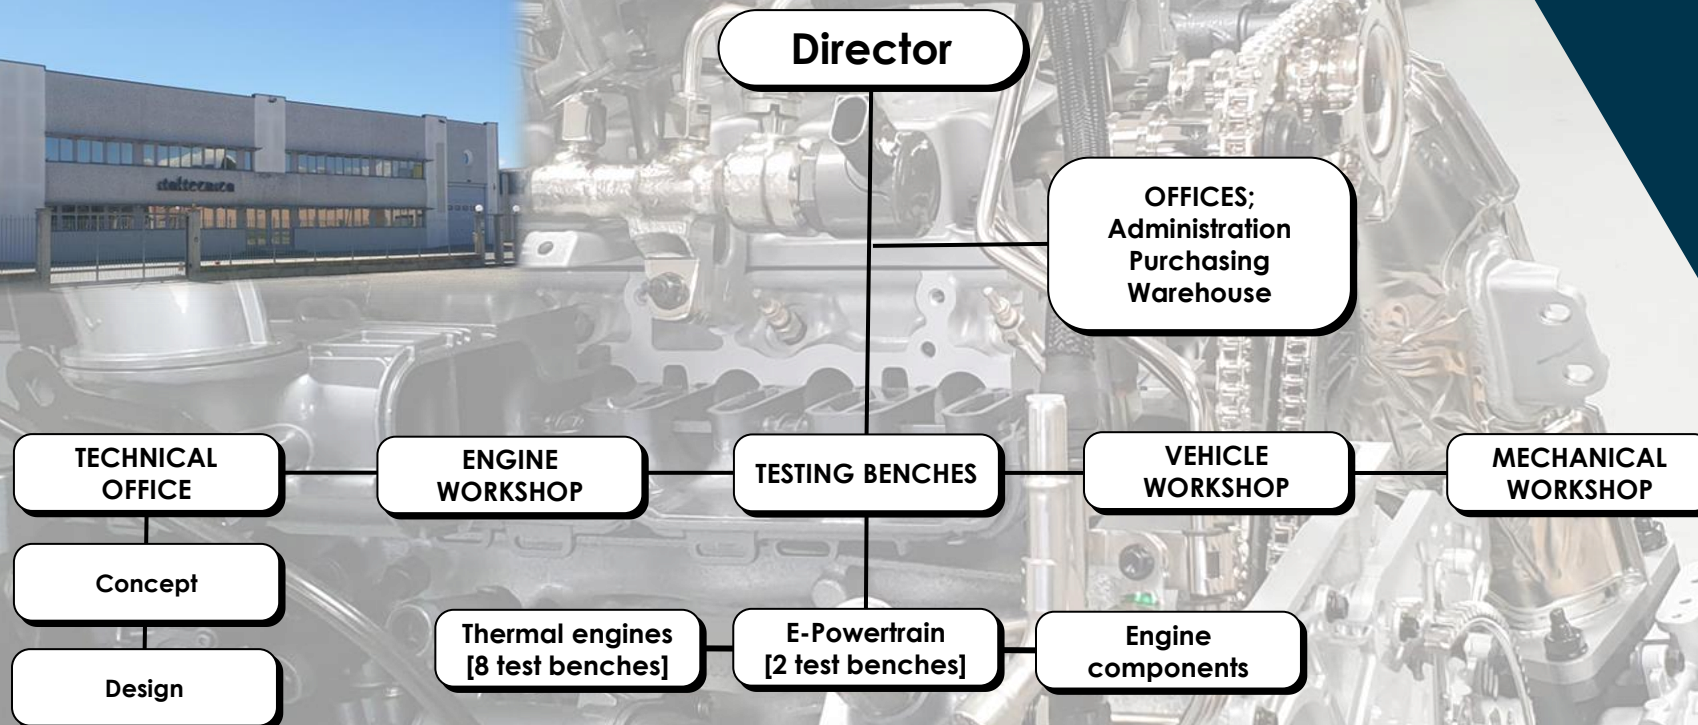 Director
italtecnica
OFFICES;
Administration
Purchasing
Warehouse
TECHNICAL
OFFICE
ENGINE
WORKSHOP
TESTING BENCHES
VEHICLE
WORKSHOP
MECHANICAL
WORKSHOP
Concept
Design
Thermal engines
[8 test benches]
E-Powertrain
[2 test benches]
Engine
components